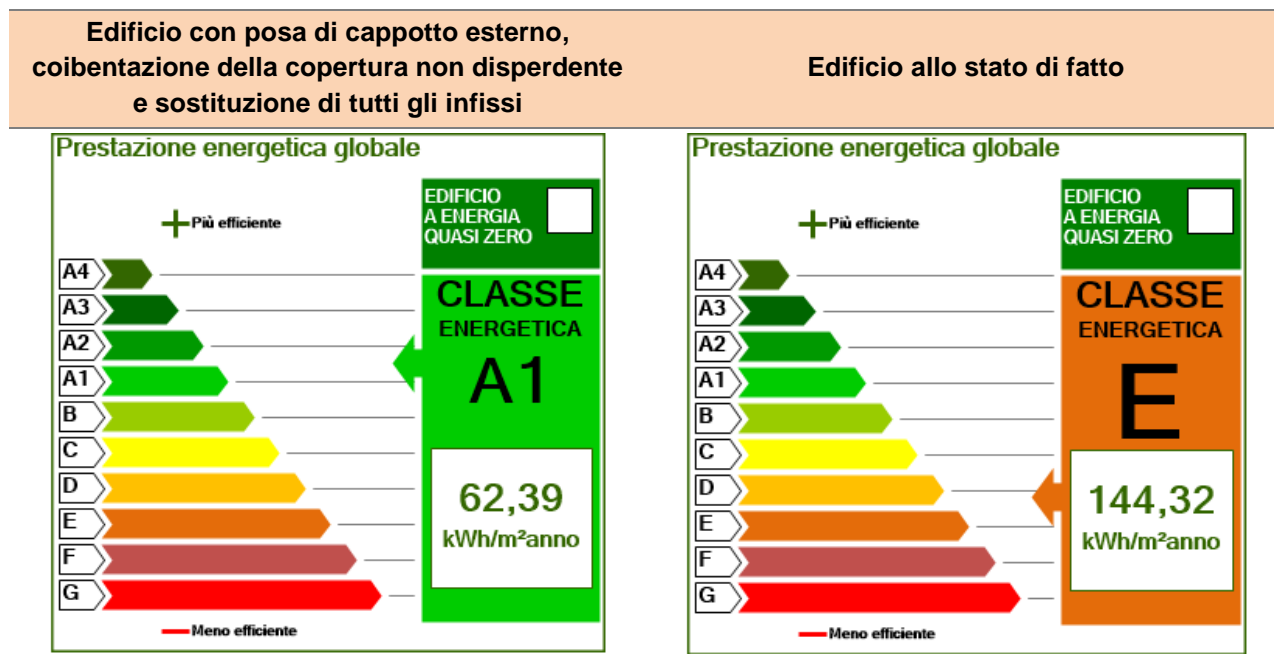 Edificio con posa di cappotto esterno,
coibentazione della copertura non disperdente
e sostituzione di tutti gli infissi
Edificio allo stato di fatto
Prestazione energetica globale
Più efficiente
EDIFICIO
A ENERGIA
QUASI ZERO
A4
A3
A2
A1
B
C
D
E
F
G
Meno efficiente
CLASSE
ENERGETICA
A1
62,39
kWh/m²anno
Prestazione energetica globale
Più efficiente
EDIFICIO
A ENERGIA
QUASI ZERO
A4
A3
A2
A1
B
C
D
E
F
G
Meno efficiente
CLASSE
ENERGETICA
E
144,32
kWh/m²anno